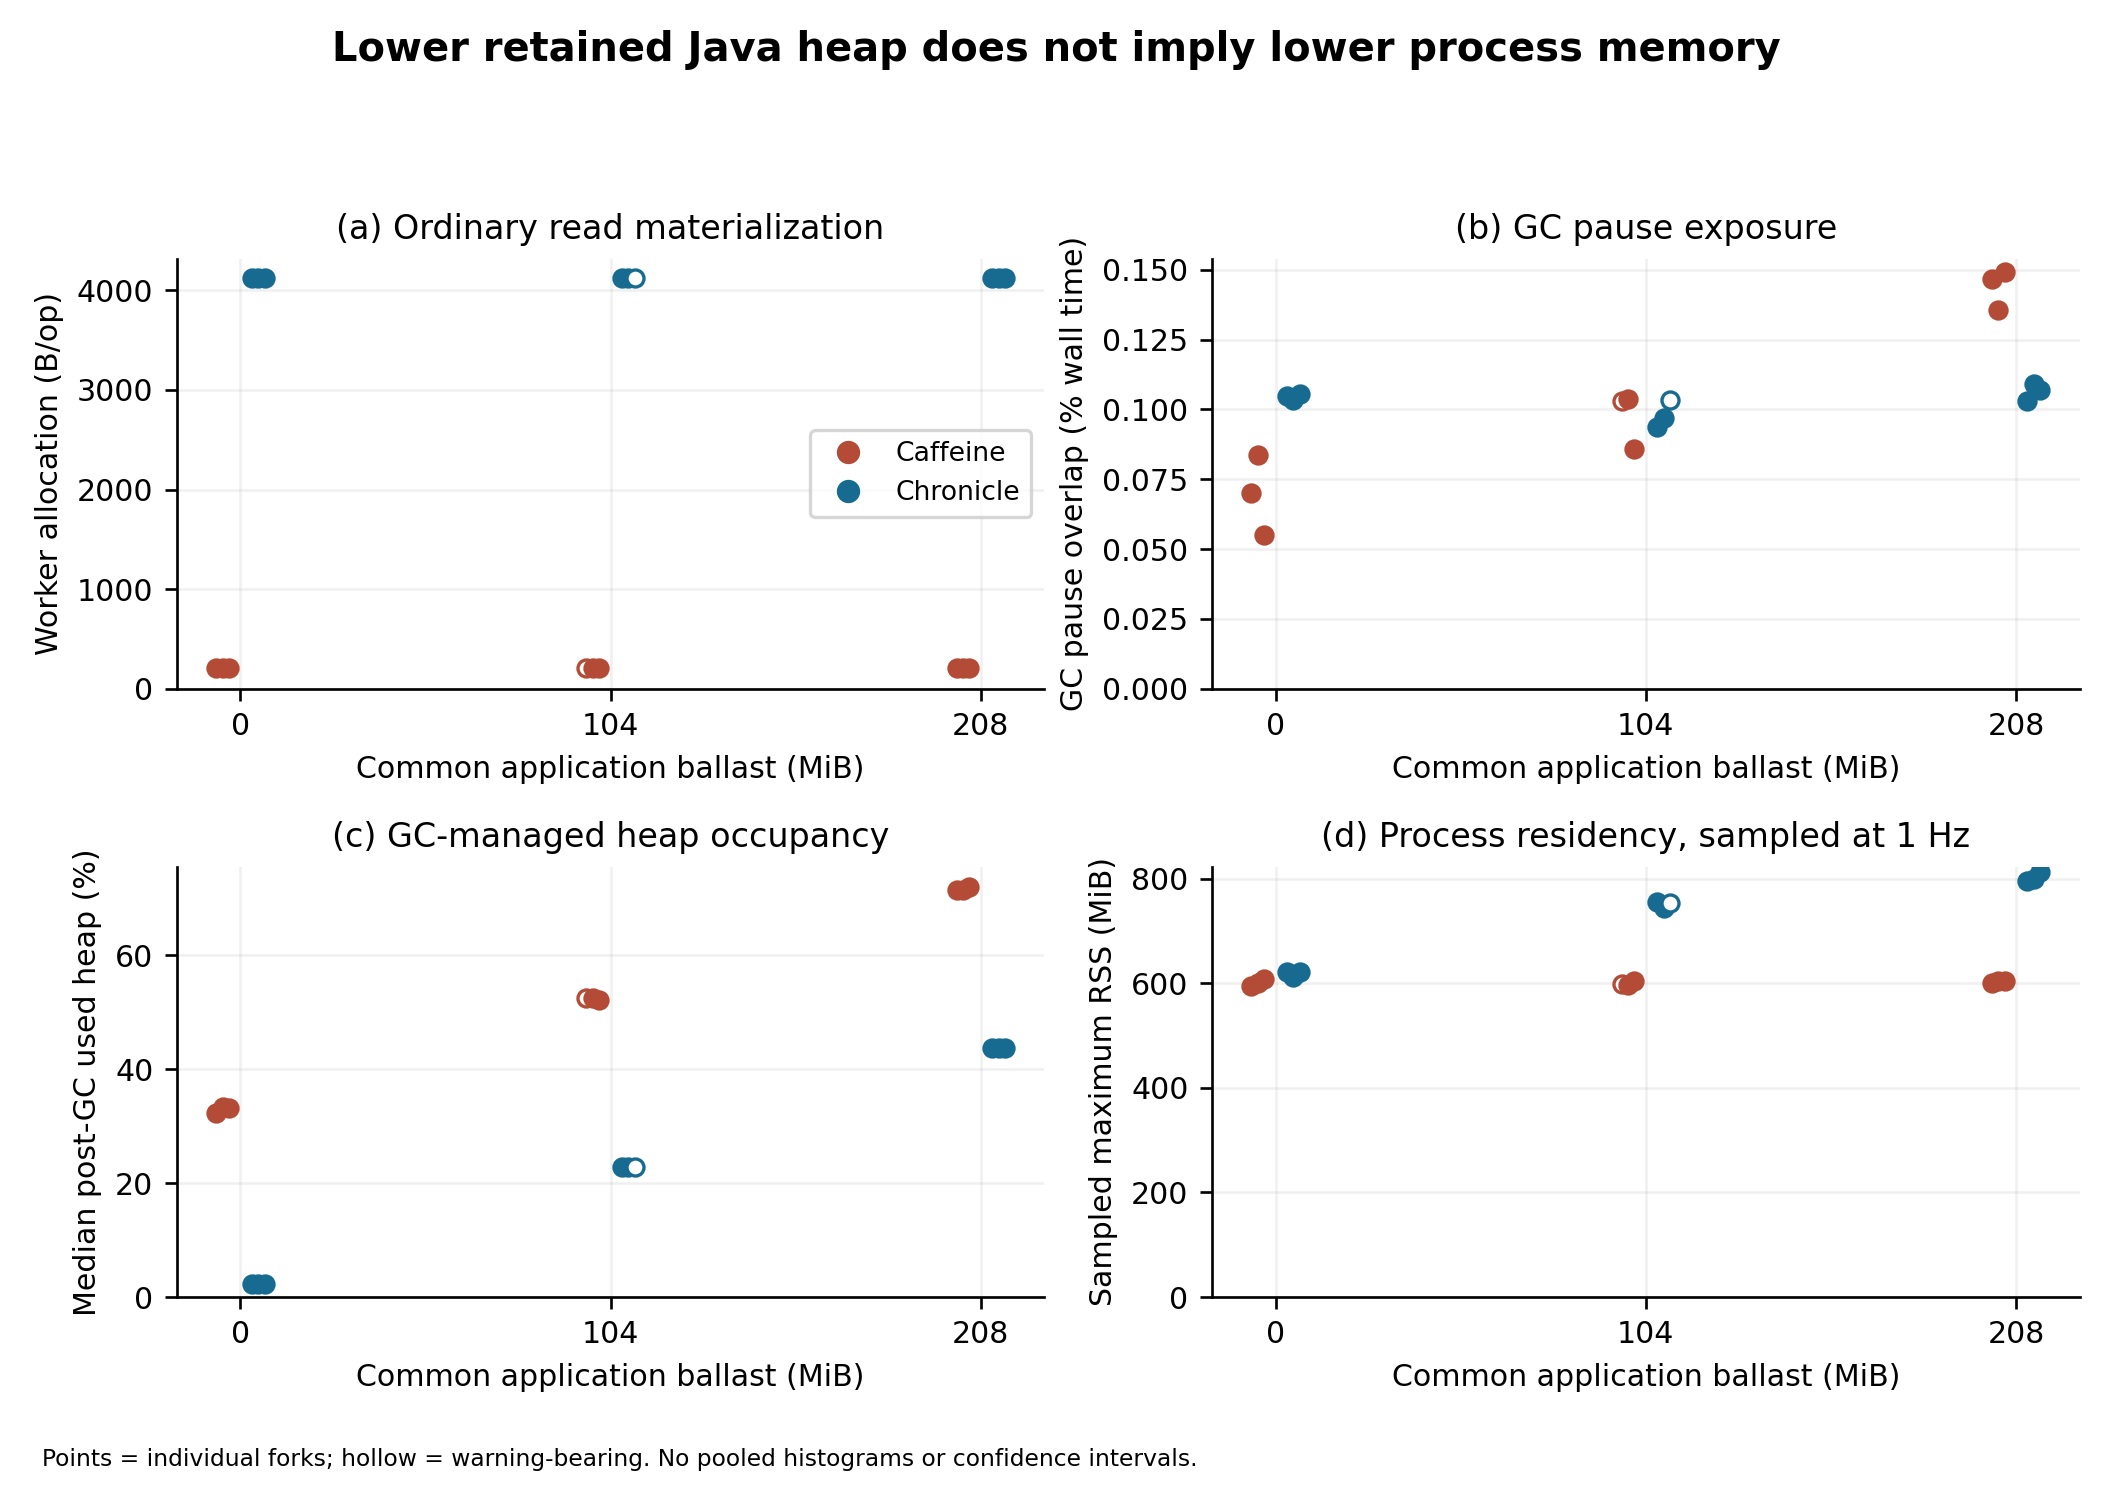 Lower retained Java heap does not imply lower process memory
(a) Ordinary read materialization
Worker allocation (B/op)
4000
3000
2000
1000
0
Caffeine
Chronicle
0 104 208
Common application ballast (MiB)
(b) GC pause exposure
GC pause overlap (% wall time)
0.150
0.125
0.100
0.075
0.050
0.025
0.000
0 104 208
Common application ballast (MiB)
(c) GC-managed heap occupancy
Median post-GC used heap (%)
60
40
20
0
0 104 208
Common application ballast (MiB)
(d) Process residency, sampled at 1 Hz
Sampled maximum RSS (MiB)
800
600
400
200
0
0 104 208
Common application ballast (MiB)
Points = individual forks; hollow = warning-bearing. No pooled histograms or confidence intervals.